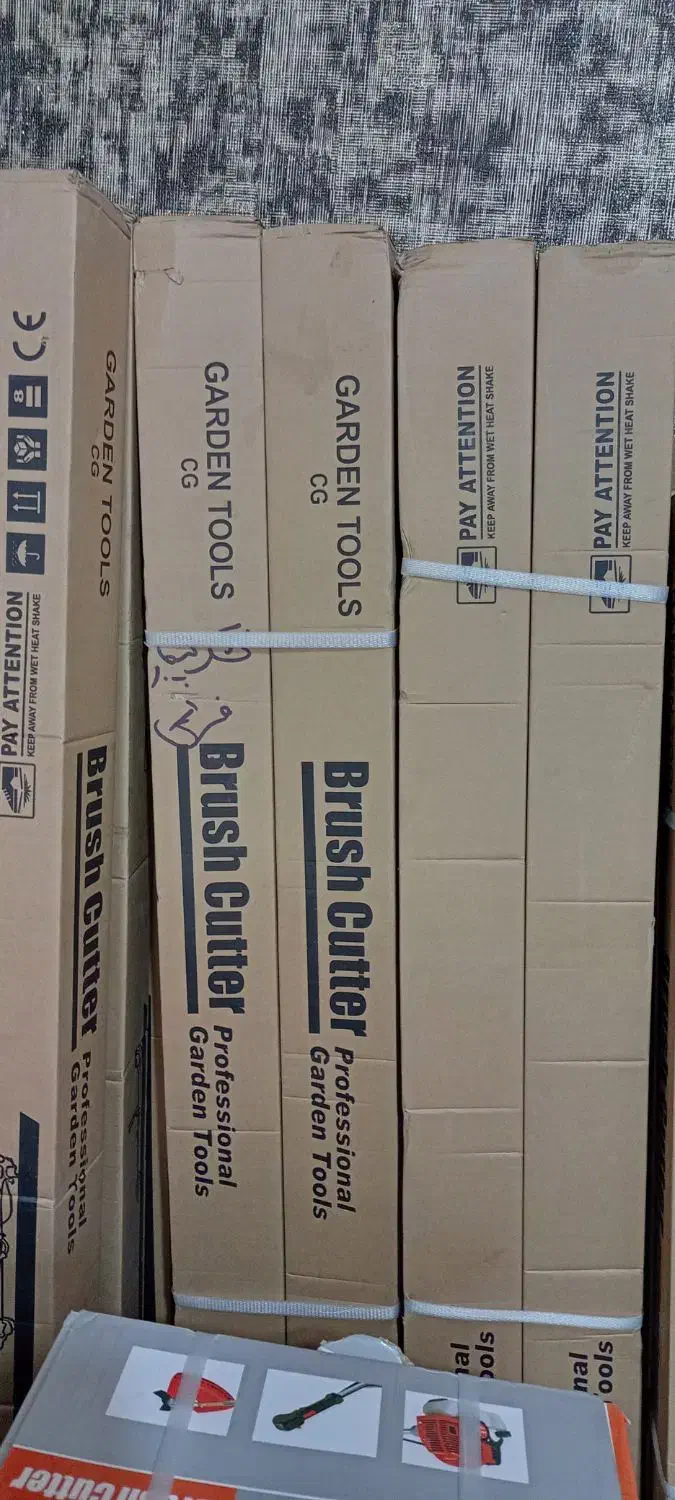 CE
8
PAY ATTENTION
KEEP AWAY FROM WET HEAT SHAKE
GARDEN TOOLS
CG
Brush Cutter
Professional
Garden Tools
GARDEN TOOLS
CG
Brush Cutter
Professional
Garden Tools
GARDEN TOOLS
CG
Brush Cutter
Professional
Garden Tools
PAY ATTENTION
KEEP AWAY FROM WET HEAT SHAKE
nal
ools
PAY ATTENTION
KEEP AWAY FROM WET HEAT SHAKE
nal
ools
Cutter